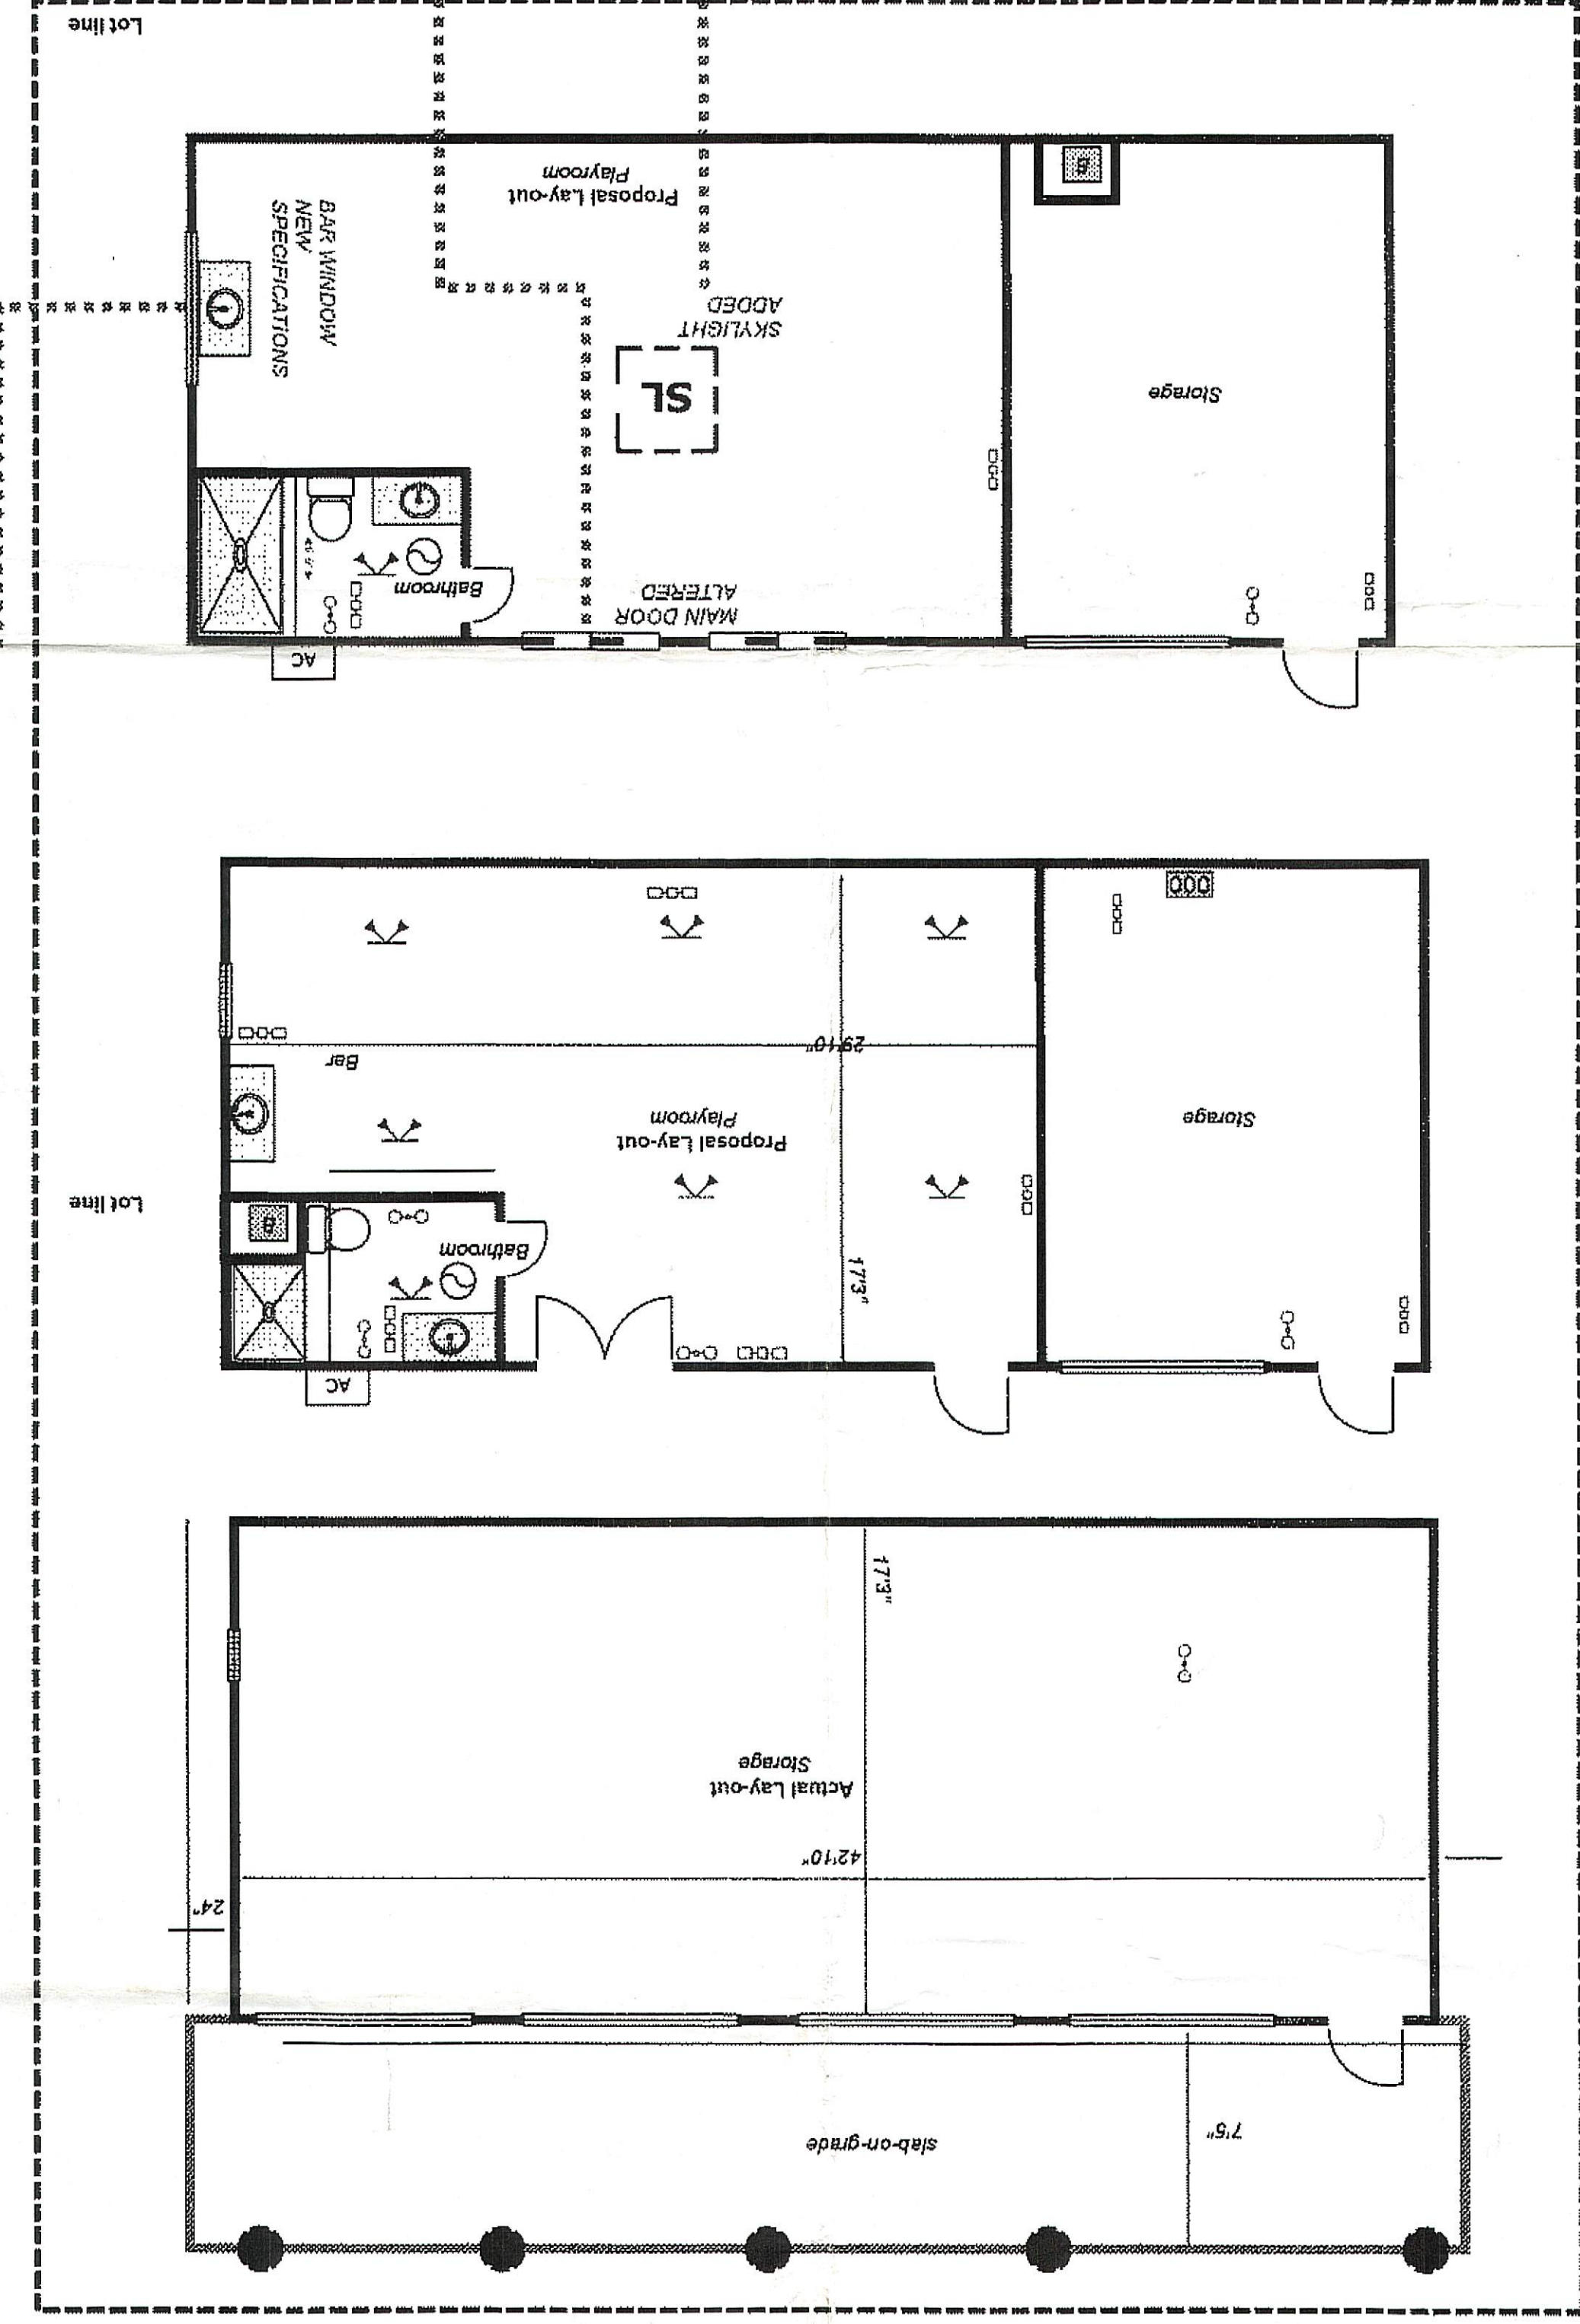 7'5"
slab-on-grade
24"
42'10"
Actual Lay-out
Storage
17'3"
AC
17'3"
Bathroom
B
Lot line
Storage
Proposal Lay-out
Playroom
Bar
29'10"
AC
MAIN DOOR
ALTERED
Bathroom
Storage
SL
SKYLIGHT
ADDED
BAR WINDOW
NEW
SPECIFICATIONS
Proposal Lay-out
Playroom
B
Lot line